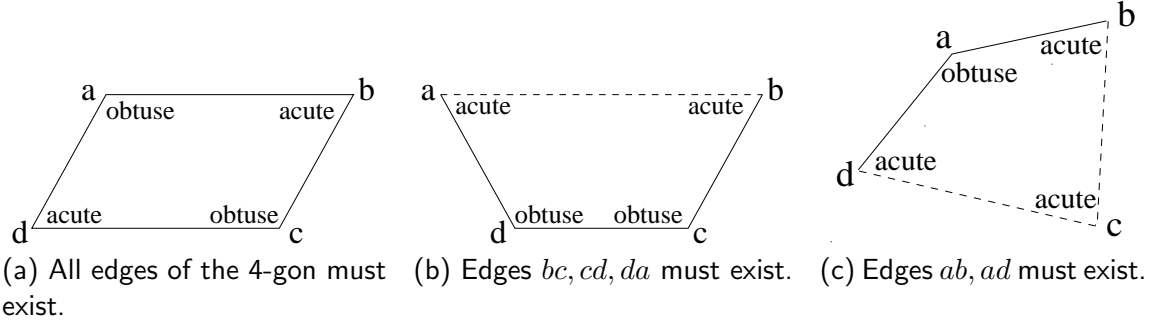 a
b
obtuse
acute
acute
obtuse
d
c
(a) All edges of the 4-gon must
exist.
a
b
acute
acute
obtuse
obtuse
d
c
(b) Edges bc, cd, da must exist.
b
a
acute
obtuse
acute
d
acute
c
(c) Edges ab, ad must exist.